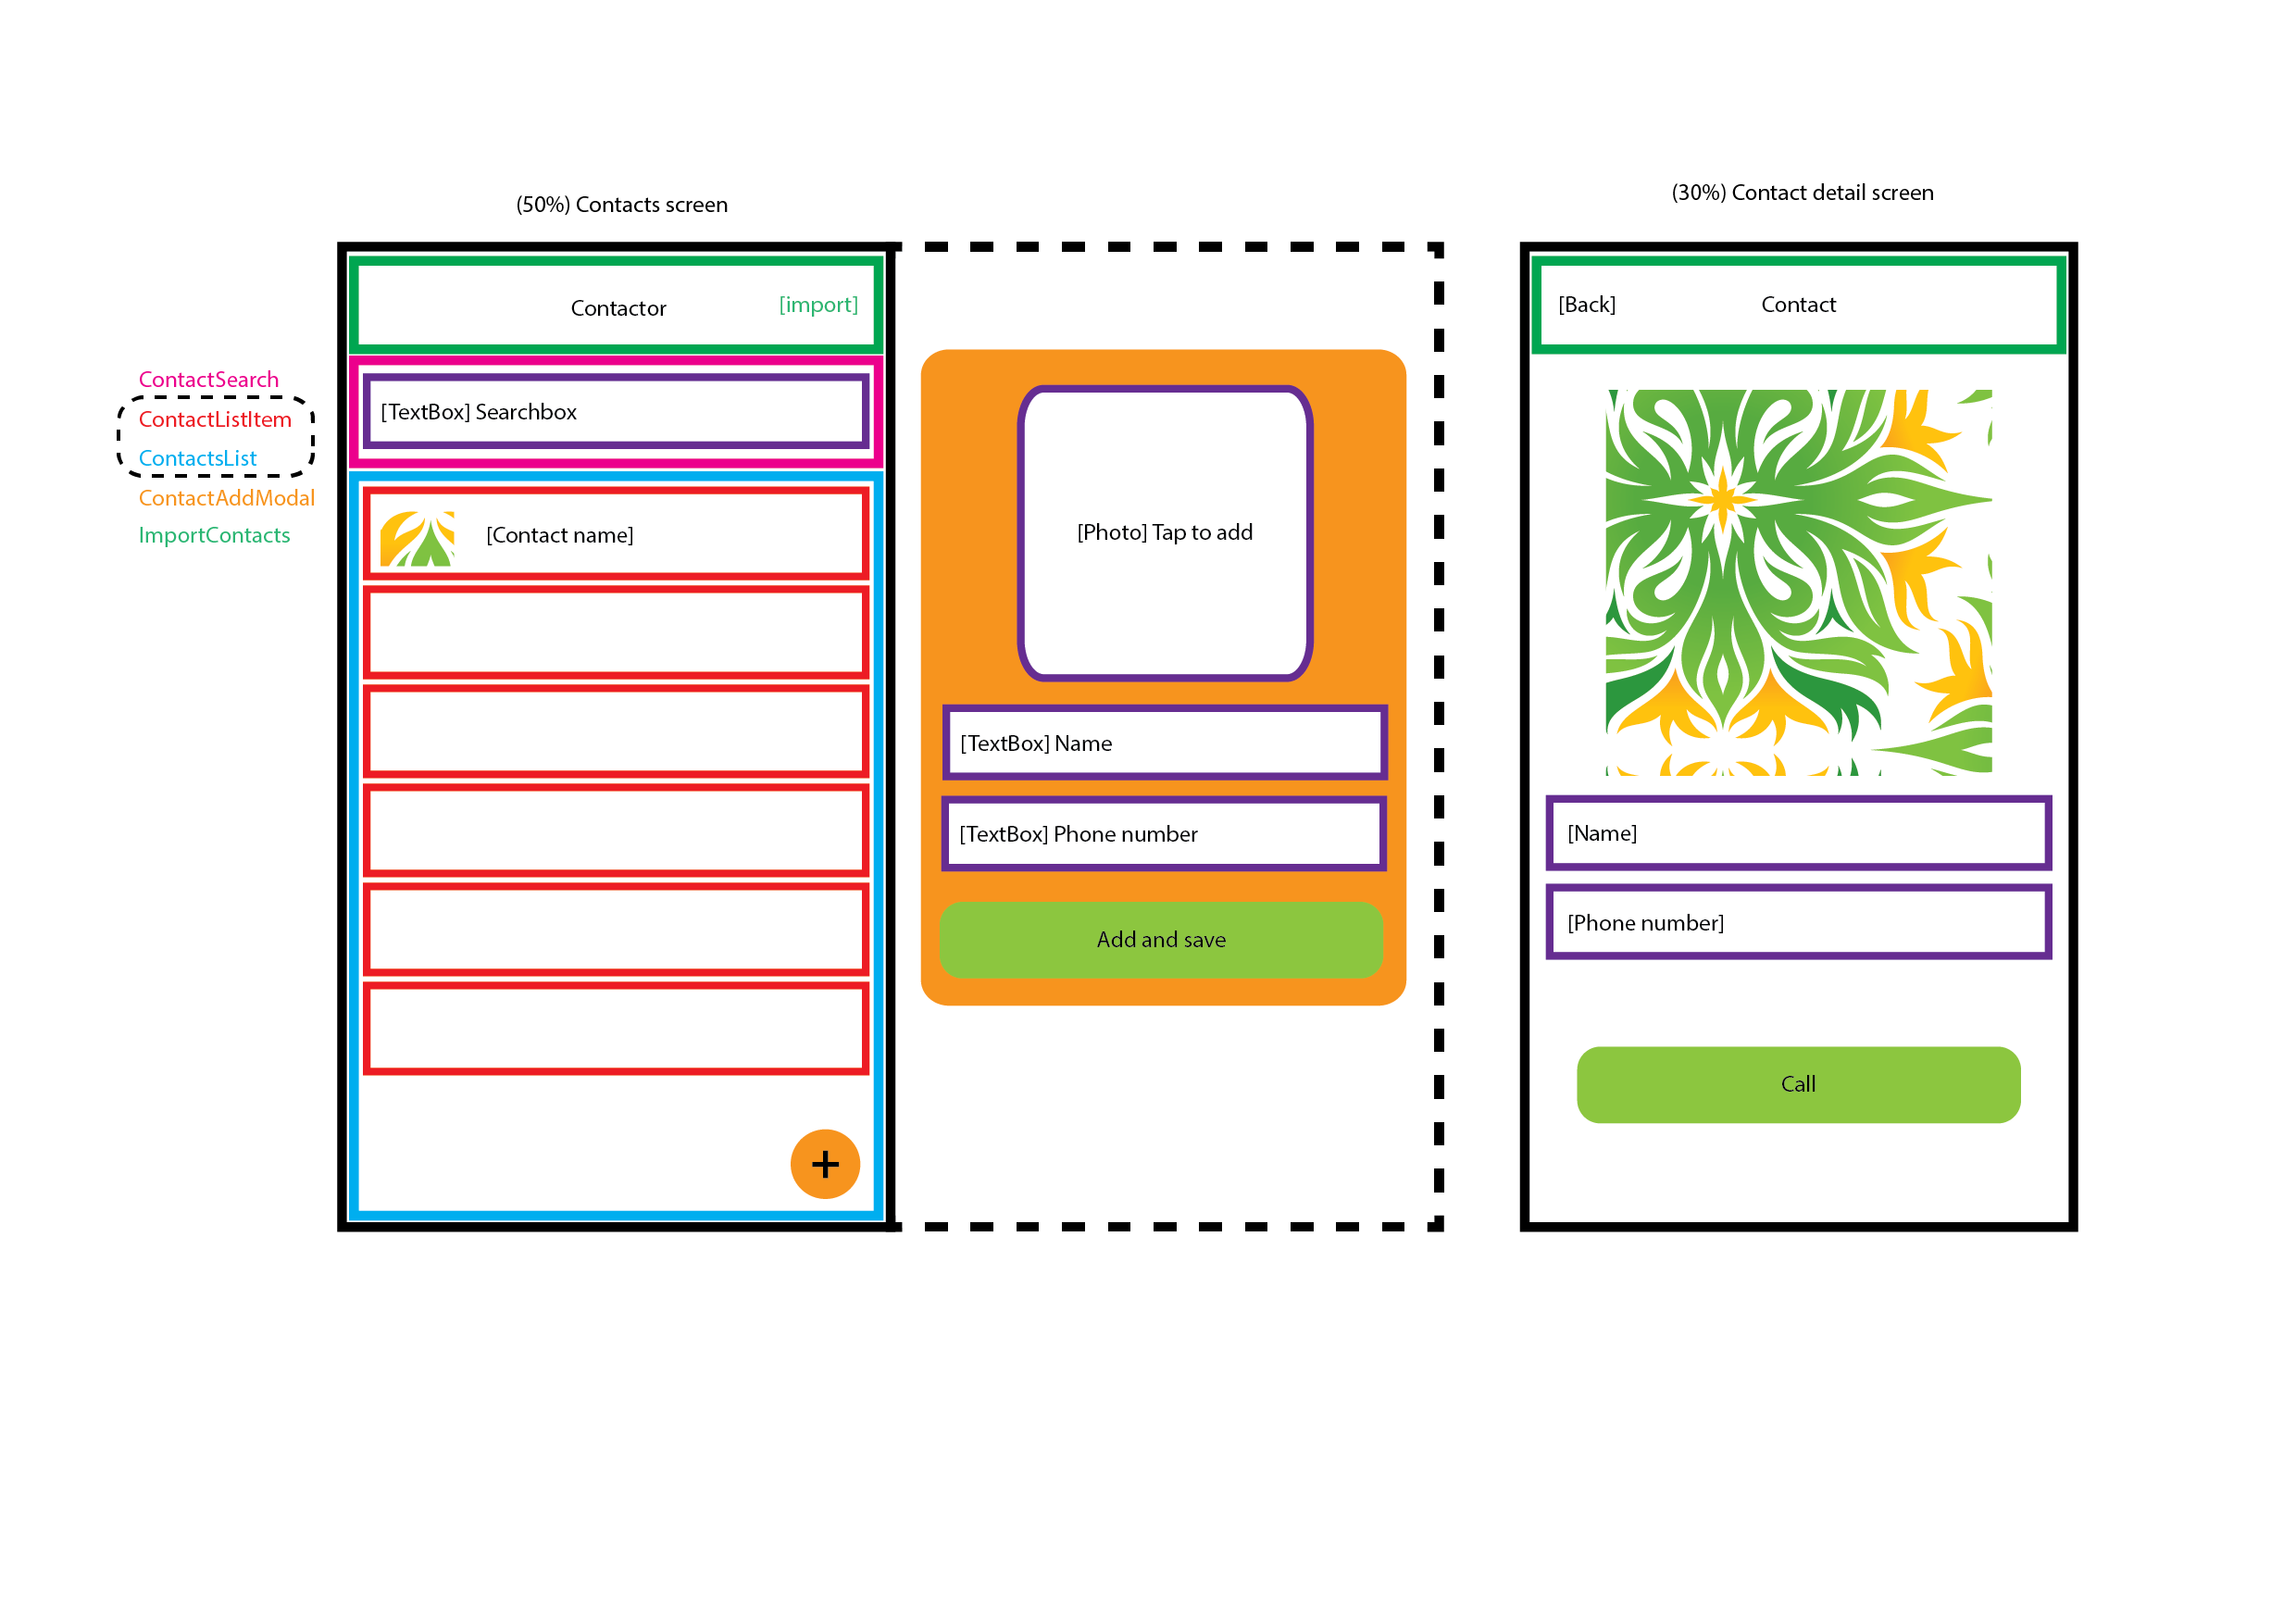 (50%) Contacts screen
(30%) Contact detail screen
ContactSearch
ContactListItem
ContactsList
ContactAddModal
ImportContacts
Contactor
[import]
[TextBox] Searchbox
[Contact name]
+
[Photo] Tap to add
[TextBox] Name
[TextBox] Phone number
Add and save
[Back]
Contact
[Name]
[Phone number]
Call